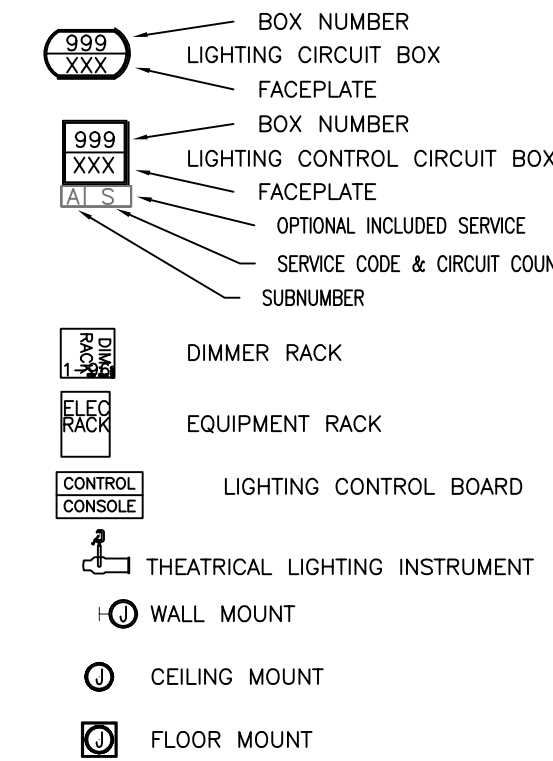 BOX NUMBER
999
LIGHTING CIRCUIT BOX
XXX
FACEPLATE
BOX NUMBER
999
LIGHTING CONTROL CIRCUIT BOX
XXX
FACEPLATE
A S
OPTIONAL INCLUDED SERVICE
SERVICE CODE & CIRCUIT COUN
SUBNUMBER
DIM
RACK
1-96
DIMMER RACK
ELEC
RACK
EQUIPMENT RACK
CONTROL
CONSOLE
LIGHTING CONTROL BOARD
THEATRICAL LIGHTING INSTRUMENT
J WALL MOUNT
J CEILING MOUNT
J FLOOR MOUNT